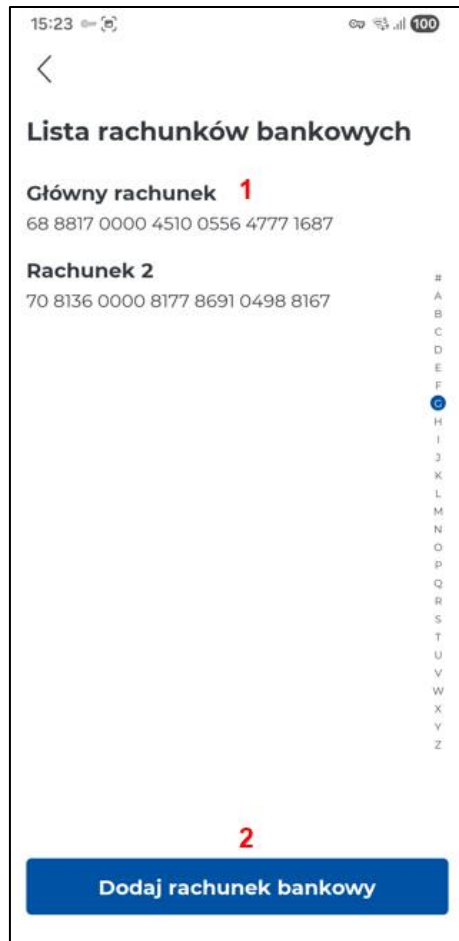 15:23
100
Lista rachunków bankowych
Główny rachunek 1
68 8817 0000 4510 0556 4777 1687
Rachunek 2
70 8136 0000 8177 8691 0498 8167
#
A
B
C
D
E
F
G
H
I
J
K
L
M
N
O
P
Q
R
S
T
U
V
W
X
Y
Z
2
Dodaj rachunek bankowy